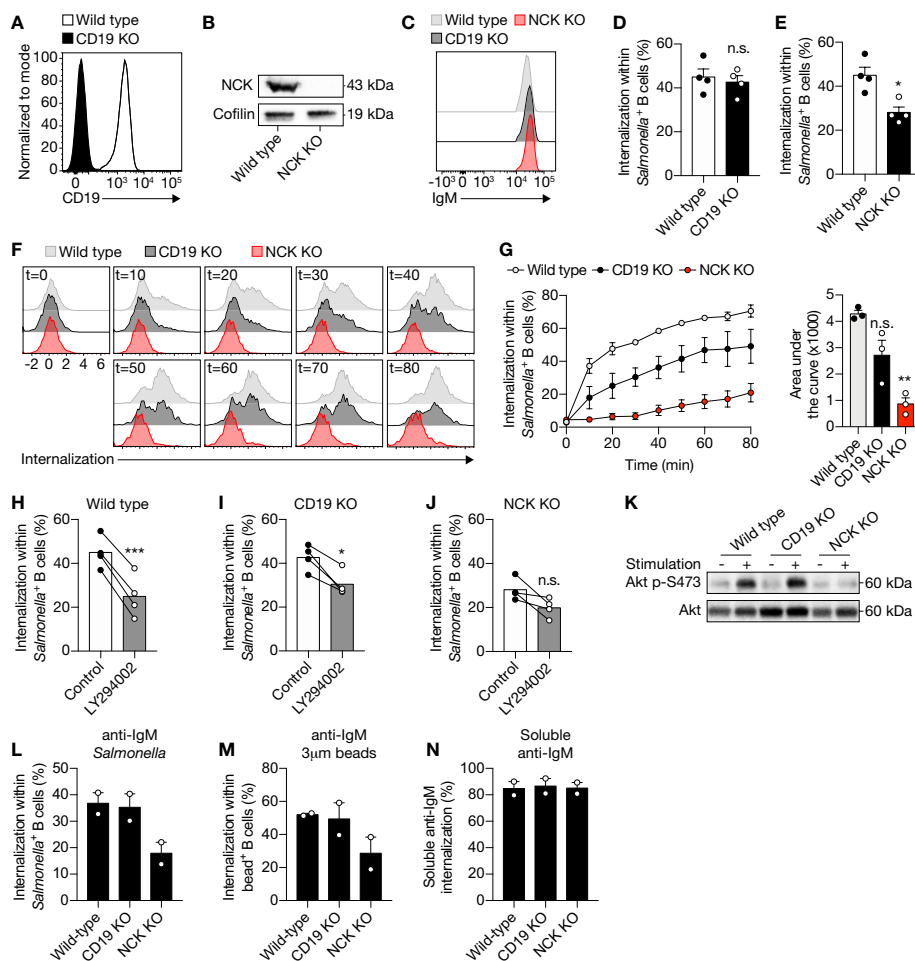 A
Wild type
CD19 KO
Normalized to mode
100
80
60
40
20
0
0 10³ 10⁴ 10⁵
CD19
B
NCK
43 kDa
Cofilin
19 kDa
Wild type
NCK KO
C
Wild type
NCK KO
CD19 KO
-10³ 0 10³ 10⁴ 10⁵
IgM
D
Internalization within
Salmonella⁺ B cells (%)
60
40
20
0
n.s.
Wild type
CD19 KO
E
Internalization within
Salmonella⁺ B cells (%)
60
40
20
0
*
Wild type
NCK KO
F
Wild type
CD19 KO
NCK KO
t=0
t=10
t=20
t=30
t=40
-2 0 2 4 6
t=50
t=60
t=70
t=80
Internalization
G
Wild type
CD19 KO
NCK KO
Internalization within
Salmonella⁺ B cells (%)
80
60
40
20
0
0 20 40 60 80
Time (min)
Area under
the curve (x1000)
5
4
3
2
1
0
n.s.
**
Wild type
CD19 KO
NCK KO
H
Wild type
Internalization within
Salmonella⁺ B cells (%)
60
40
20
0
***
Control
LY294002
I
CD19 KO
Internalization within
Salmonella⁺ B cells (%)
60
40
20
0
*
Control
LY294002
J
NCK KO
Internalization within
Salmonella⁺ B cells (%)
60
40
20
0
n.s.
Control
LY294002
K
Wild type
CD19 KO
NCK KO
Stimulation - + - + - +
Akt p-S473
60 kDa
Akt
60 kDa
L
anti-IgM
Salmonella
Internalization within
Salmonella⁺ B cells (%)
50
40
30
20
10
0
Wild-type
CD19 KO
NCK KO
M
anti-IgM
3μm beads
Internalization within
bead⁺ B cells (%)
80
60
40
20
0
Wild-type
CD19 KO
NCK KO
N
Soluble
anti-IgM
Soluble anti-IgM
internalization (%)
100
80
60
40
20
0
Wild-type
CD19 KO
NCK KO